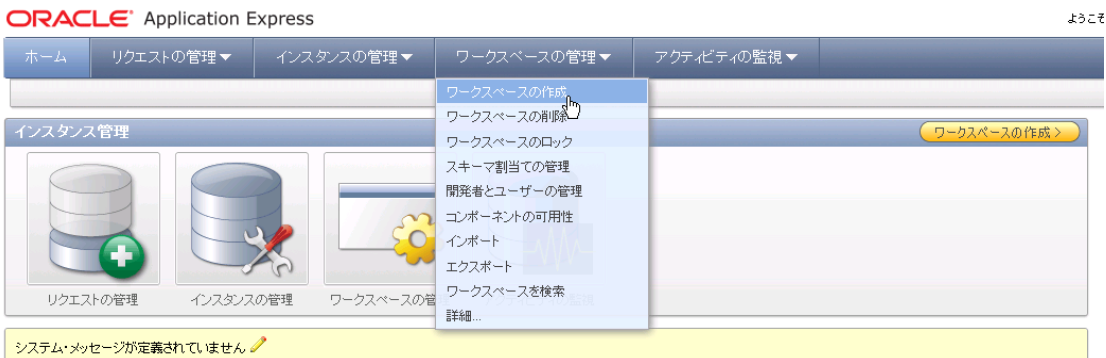 ORACLE Application Express
ようこそ
ホーム リクエストの管理 インスタンスの管理 ワークスペースの管理 アクティビティの監視
ワークスペースの作成
ワークスペースの削除
ワークスペースのロック
スキーマ割当ての管理
開発者とユーザーの管理
コンポーネントの可用性
インポート
エクスポート
ワークスペースを検索
詳細...
インスタンス管理
ワークスペースの作成 >
リクエストの管理 インスタンスの管理 ワークスペースの管
システム・メッセージが定義されていません